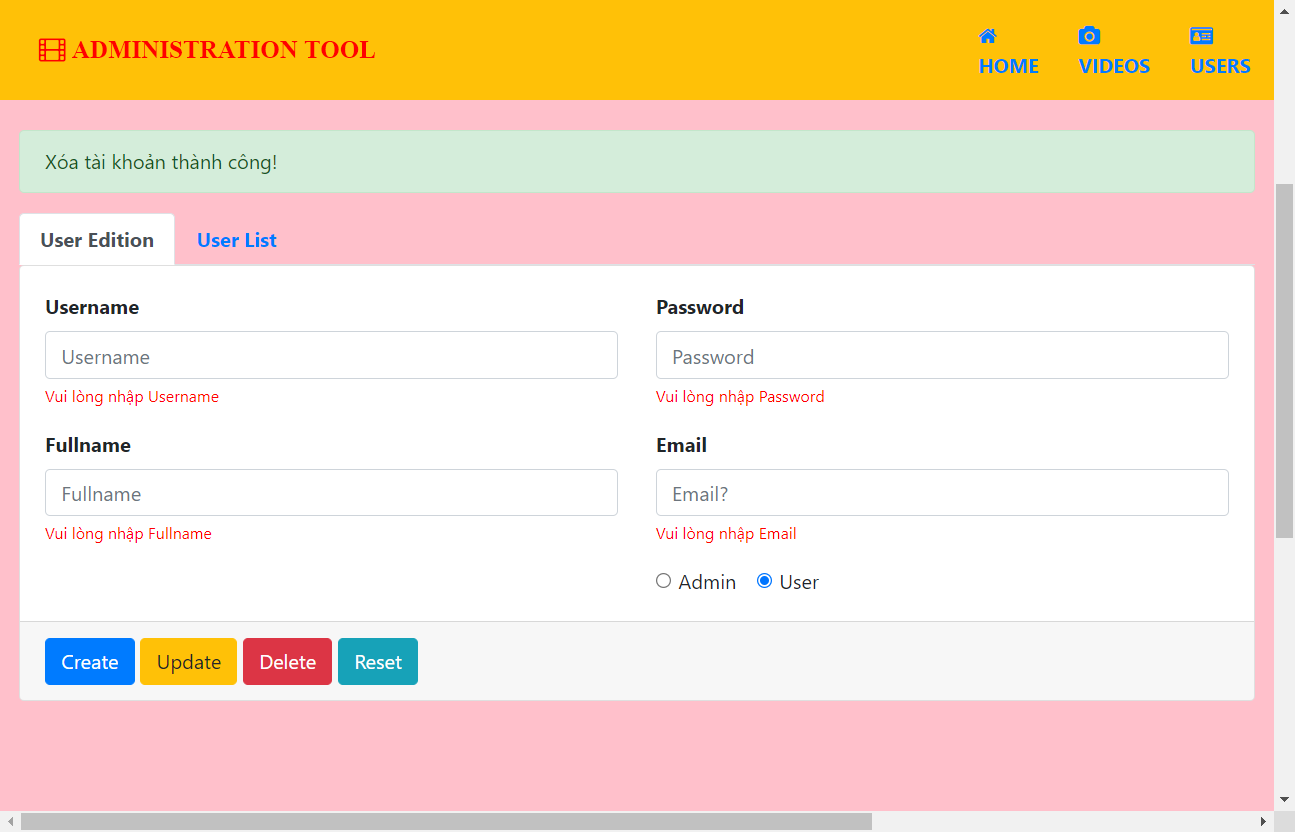 ADMINISTRATION TOOL
HOME
VIDEOS
USERS
Xóa tài khoản thành công!
User Edition
User List
Username
Password
Username
Password
Vui lòng nhập Username
Vui lòng nhập Password
Fullname
Email
Fullname
Email?
Vui lòng nhập Fullname
Vui lòng nhập Email
Admin
User
Create
Update
Delete
Reset